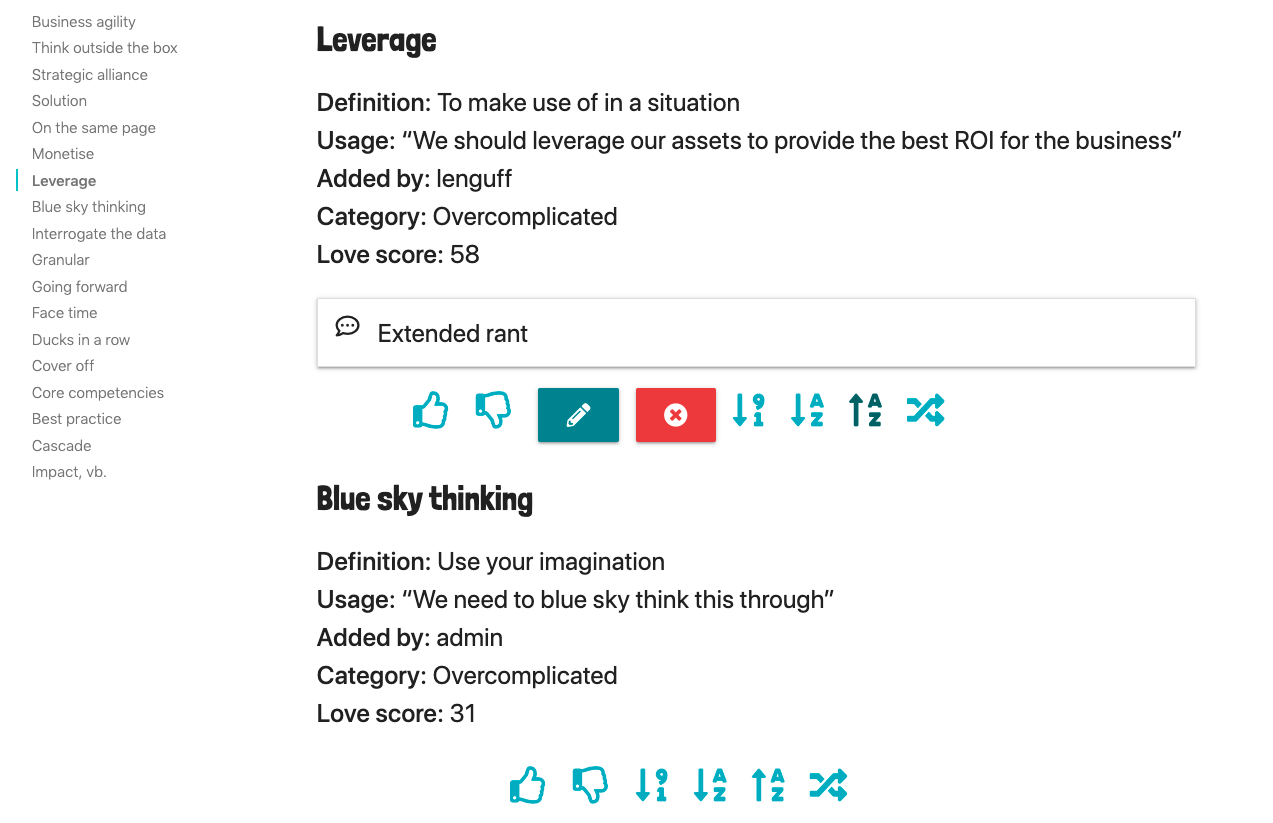 Business agility
Think outside the box
Strategic alliance
Solution
On the same page
Monetise
Leverage
Blue sky thinking
Interrogate the data
Granular
Going forward
Face time
Ducks in a row
Cover off
Core competencies
Best practice
Cascade
Impact, vb.
Leverage
Definition: To make use of in a situation
Usage: “We should leverage our assets to provide the best ROI for the business”
Added by: lenguff
Category: Overcomplicated
Love score: 58
Extended rant
Blue sky thinking
Definition: Use your imagination
Usage: “We need to blue sky think this through”
Added by: admin
Category: Overcomplicated
Love score: 31